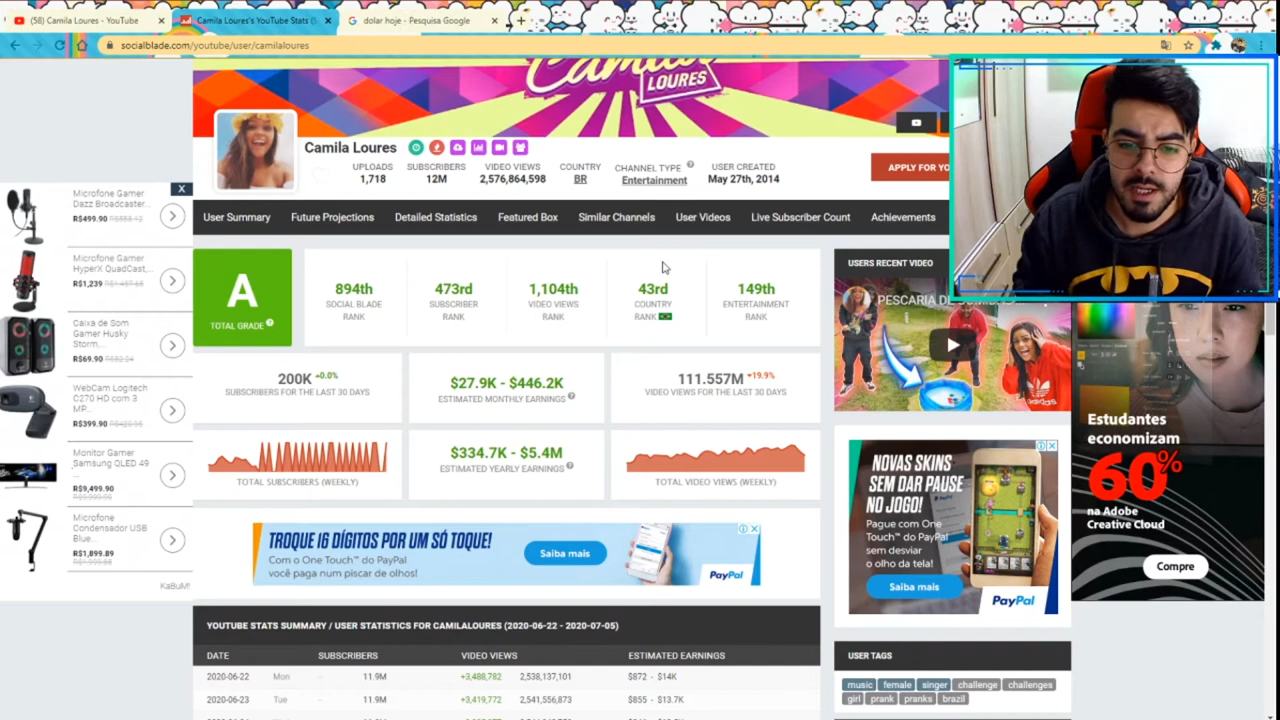 (58) Camila Loures - YouTube
Camila Loures's YouTube Stats (S
dolar hoje - Pesquisa Google
socialblade.com/youtube/user/camilaloures
Camila
LOURES
Camila Loures
UPLOADS
1,718
SUBSCRIBERS
12M
VIDEO VIEWS
2,576,864,598
COUNTRY
BR
CHANNEL TYPE
Entertainment
USER CREATED
May 27th, 2014
APPLY FOR YO
User Summary
Future Projections
Detailed Statistics
Featured Box
Similar Channels
User Videos
Live Subscriber Count
Achievements
X
Microfone Gamer
Dazz Broadcaster...
R$499.90
Microfone Gamer
HyperX QuadCast,...
R$1,239
Caixa de Som
Gamer Husky
Storm,...
R$69.90
WebCam Logitech
C270 HD com 3
MP...
R$399.90
Monitor Gamer
Samsung QLED 49
...
R$9,499.90
Microfone
Condensador USB
Blue...
R$1,899.89
KaBuM!
A
TOTAL GRADE
894th
SOCIAL BLADE
RANK
473rd
SUBSCRIBER
RANK
1,104th
VIDEO VIEWS
RANK
43rd
COUNTRY
RANK
149th
ENTERTAINMENT
RANK
200K +0.0%
SUBSCRIBERS FOR THE LAST 30 DAYS
$27.9K - $446.2K
ESTIMATED MONTHLY EARNINGS
111.557M +19.9%
VIDEO VIEWS FOR THE LAST 30 DAYS
TOTAL SUBSCRIBERS (WEEKLY)
$334.7K - $5.4M
ESTIMATED YEARLY EARNINGS
TOTAL VIDEO VIEWS (WEEKLY)
TROQUE 16 DÍGITOS POR UM SÓ TOQUE!
Com o One Touch™ do PayPal
você paga num piscar de olhos!
Saiba mais
PayPal
YOUTUBE STATS SUMMARY / USER STATISTICS FOR CAMILALOURES (2020-06-22 - 2020-07-05)
DATE
SUBSCRIBERS
VIDEO VIEWS
ESTIMATED EARNINGS
2020-06-22 Mon -- 11.9M +3,488,782 2,538,137,101 $872 - $14K
2020-06-23 Tue -- 11.9M +3,419,772 2,541,556,873 $855 - $13.7K
USERS RECENT VIDEO
PESCARIA DE
NOVAS SKINS
SEM DAR PAUSE
NO JOGO!
Pague com One
Touch™ do PayPal
sem desviar
o olho da tela!
Saiba mais
PayPal
USER TAGS
music female singer challenge challenges
girl prank pranks brazil
Estudantes
economizam
60%
na Adobe
Creative Cloud
Compre